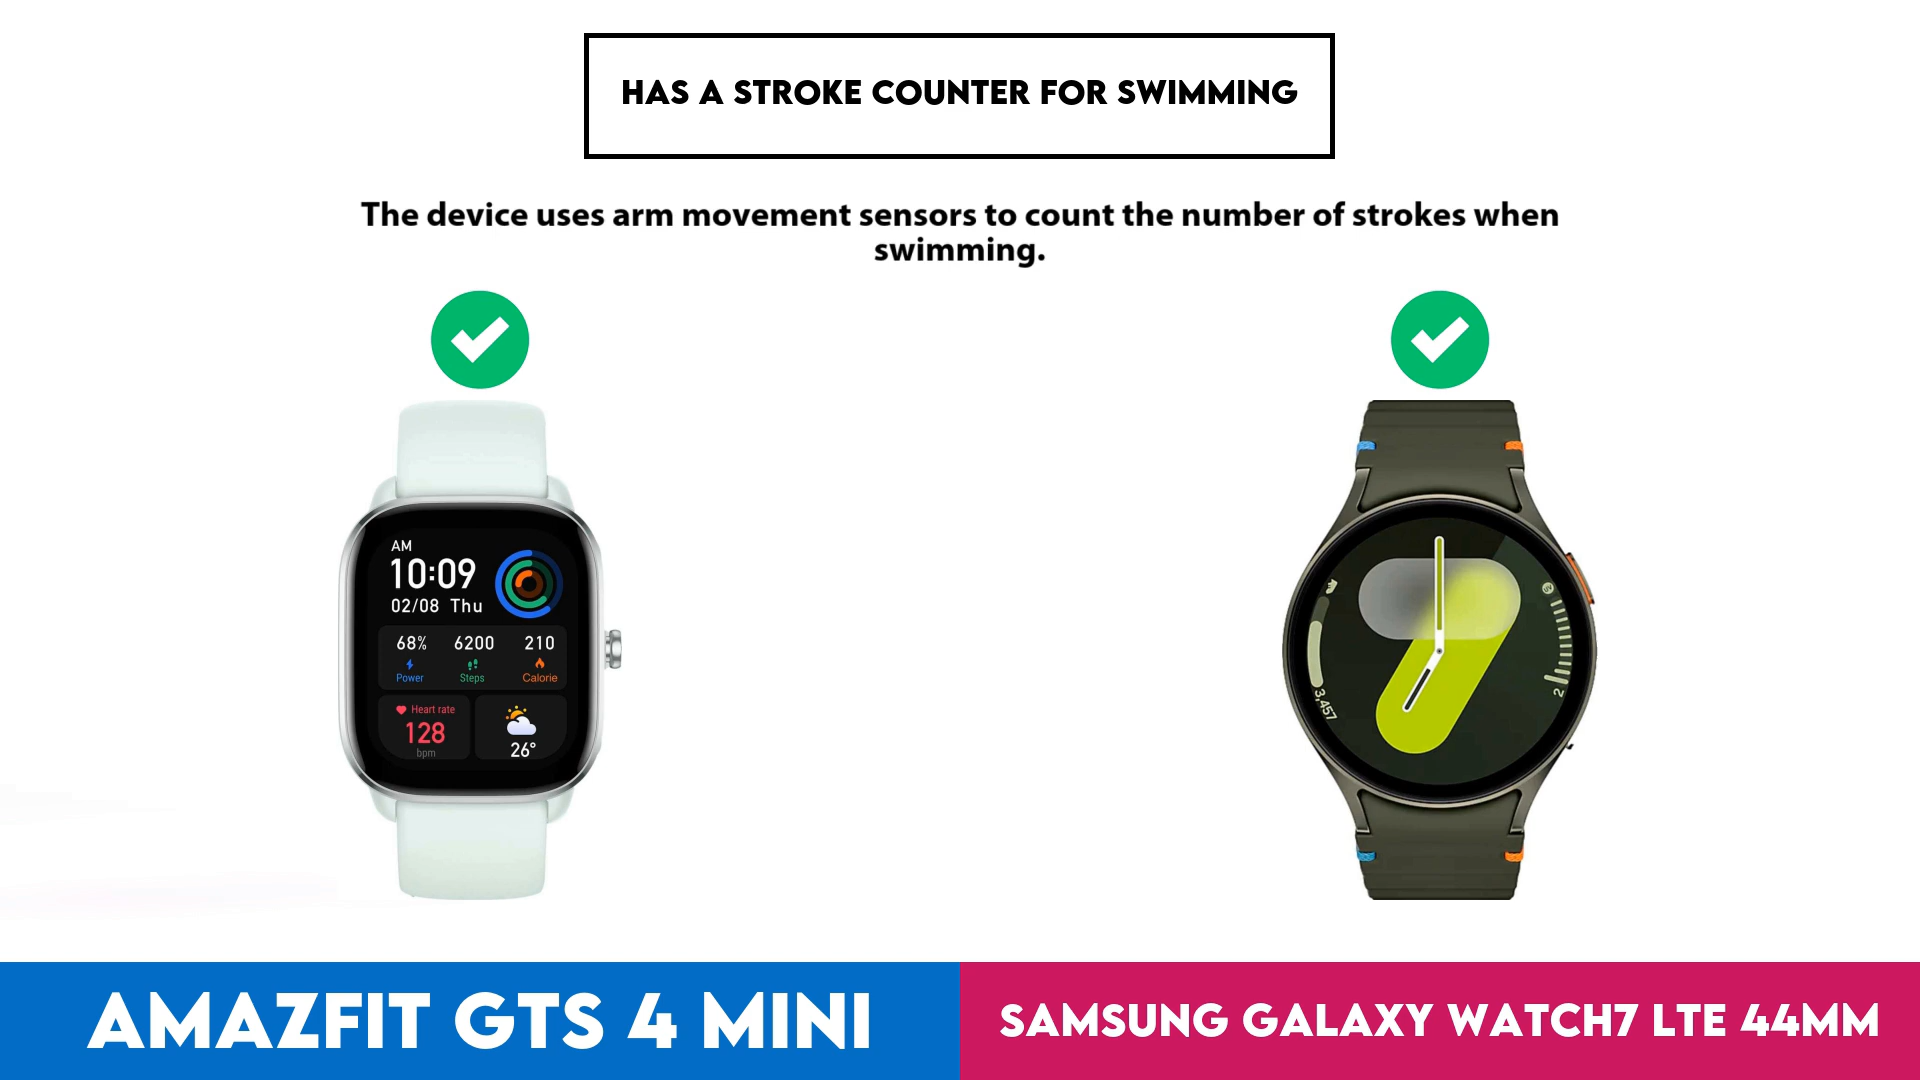 HAS A STROKE COUNTER FOR SWIMMING
The device uses arm movement sensors to count the number of strokes when
swimming.
AM
10:09
02/08 Thu
68% 6200 210
Power Steps Calorie
Heart rate
128
bpm
26°
3,457
2
AMAZFIT GTS 4 MINI
SAMSUNG GALAXY WATCH7 LTE 44MM